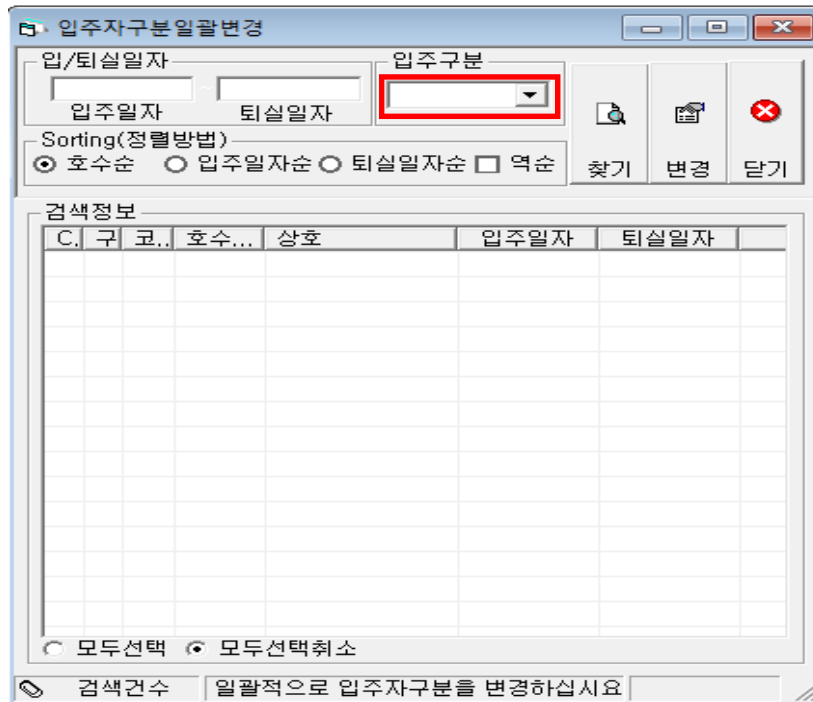 입주자구분일괄변경
입/퇴실일자
입주구분
~
입주일자 퇴실일자
Sorting(정렬방법)
호수순 입주일자순 퇴실일자순 역순
찾기 변경 닫기
검색정보
C. 구 코.. 호수... 상호 입주일자 퇴실일자
모두선택 모두선택취소
검색건수 일괄적으로 입주자구분을 변경하십시요